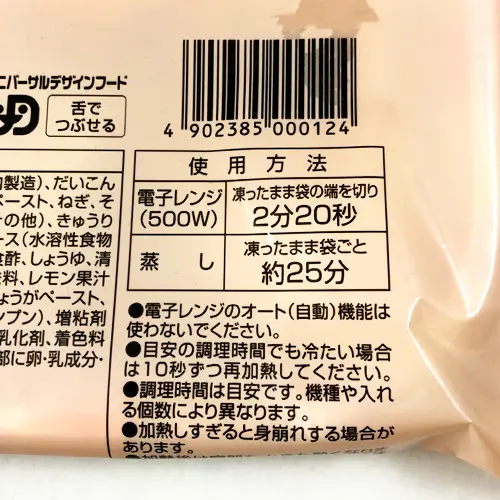 ニバーサルデザインフード
舌で
つぶせる
4 902385 000124
製造)、だいこん
ペースト、ねぎ、そ
の他)、きゅうり
ース(水溶性食物
食酢、しょうゆ、清
料、レモン果汁
ょうがペースト、
ンプン)、増粘剤
乳化剤、着色料
部に卵・乳成分・
使用方法
電子レンジ
(500W)
凍ったまま袋の端を切り
2分20秒
蒸し
凍ったまま袋ごと
約25分
●電子レンジのオート(自動)機能は
使わないでください。
●目安の調理時間でも冷たい場合
は10秒ずつ再加熱してください。
●調理時間は目安です。機種や入れ
る個数により異なります。
●加熱しすぎると身崩れする場合が
あります。